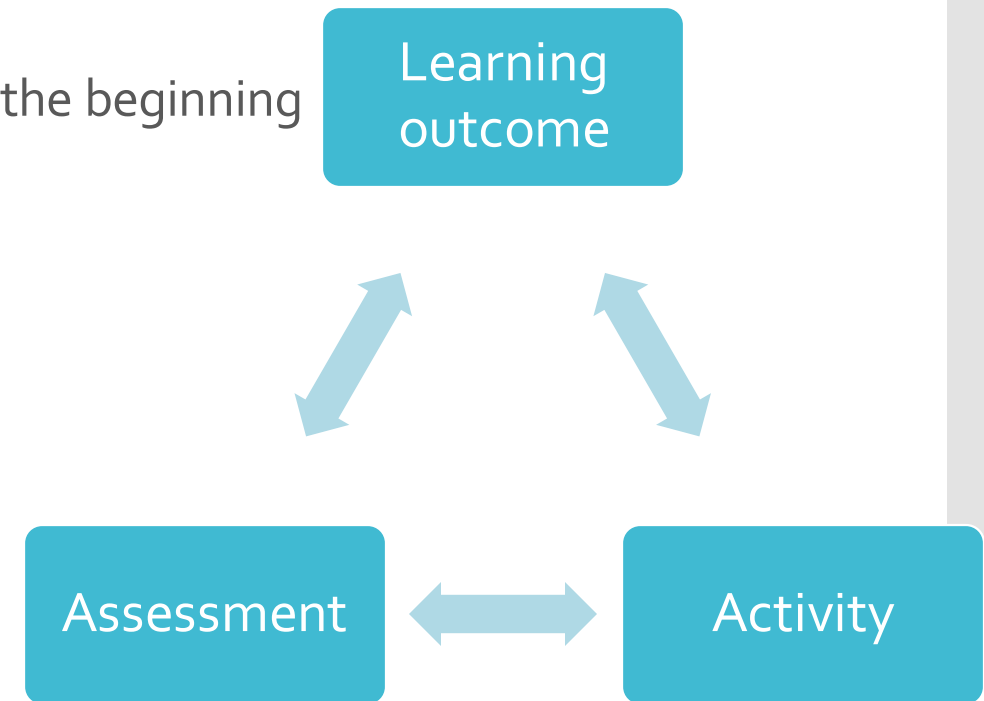 the beginning
Learning
outcome
Assessment
Activity